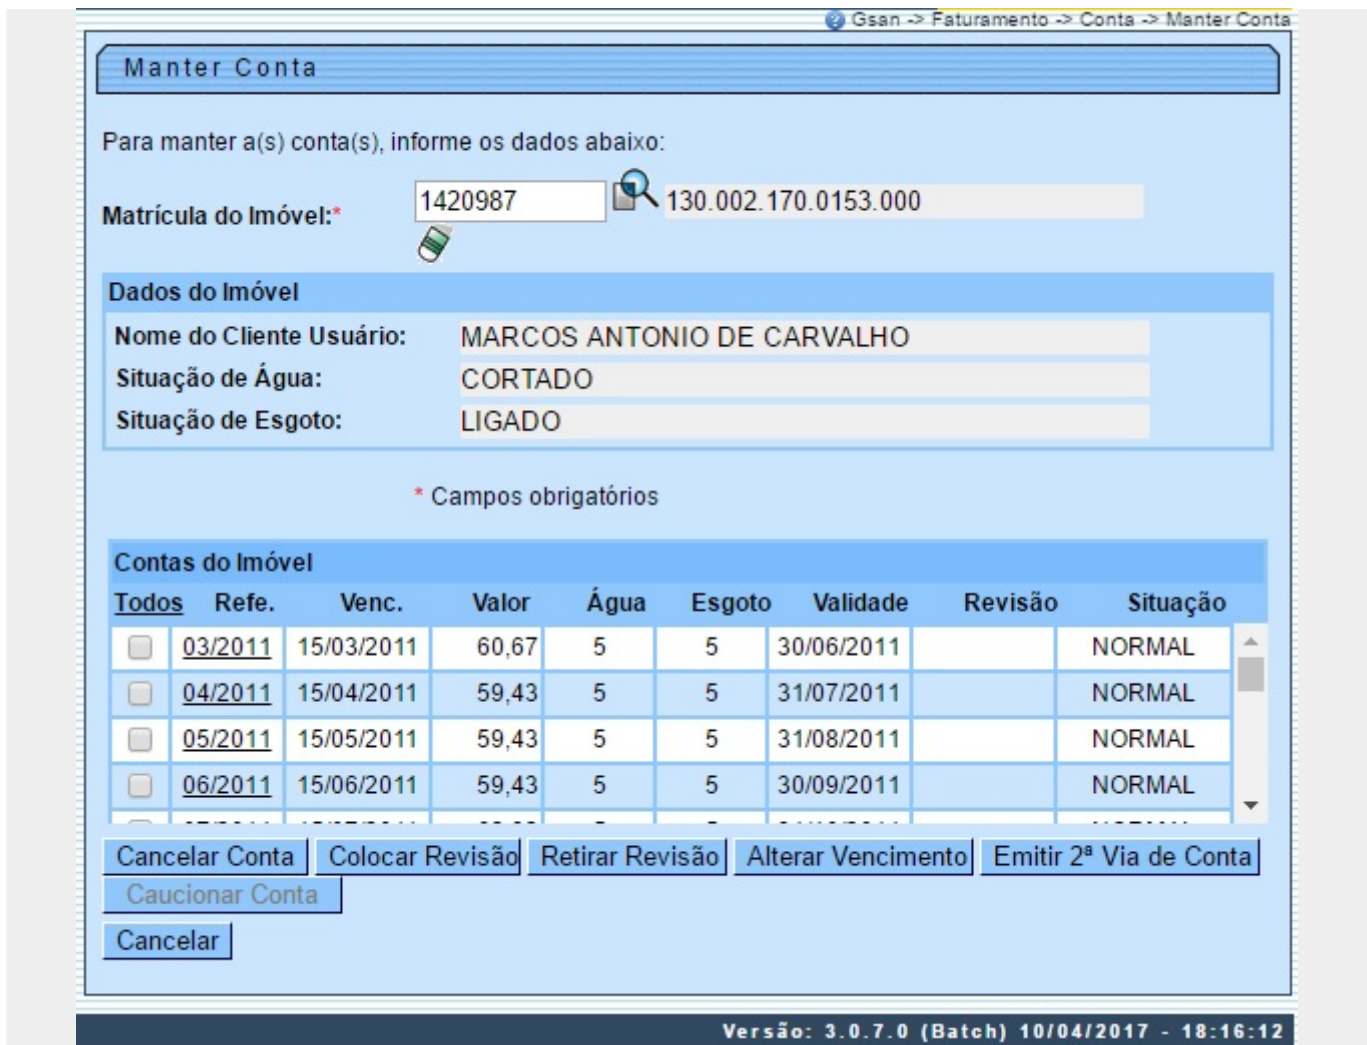 Gsan -> Faturamento -> Conta -> Manter Conta
Manter Conta
Para manter a(s) conta(s), informe os dados abaixo:
Matrícula do Imóvel:* 1420987 130.002.170.0153.000
Dados do Imóvel
Nome do Cliente Usuário: MARCOS ANTONIO DE CARVALHO
Situação de Água: CORTADO
Situação de Esgoto: LIGADO
* Campos obrigatórios
Contas do Imóvel
Todos Refe. Venc. Valor Água Esgoto Validade Revisão Situação
03/2011 15/03/2011 60,67 5 5 30/06/2011 NORMAL
04/2011 15/04/2011 59,43 5 5 31/07/2011 NORMAL
05/2011 15/05/2011 59,43 5 5 31/08/2011 NORMAL
06/2011 15/06/2011 59,43 5 5 30/09/2011 NORMAL
Cancelar Conta Colocar Revisão Retirar Revisão Alterar Vencimento Emitir 2ª Via de Conta
Caucionar Conta
Cancelar
Versão: 3.0.7.0 (Batch) 10/04/2017 - 18:16:12